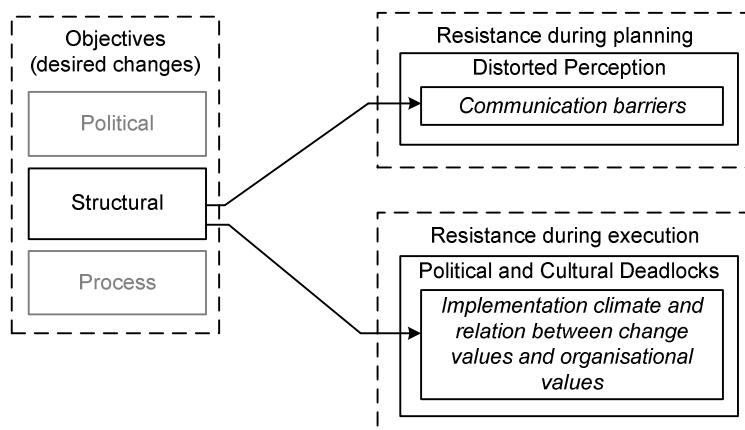 Objectives
(desired changes)
Political
Structural
Process
Resistance during planning
Distorted Perception
Communication barriers
Resistance during execution
Political and Cultural Deadlocks
Implementation climate and
relation between change
values and organisational
values